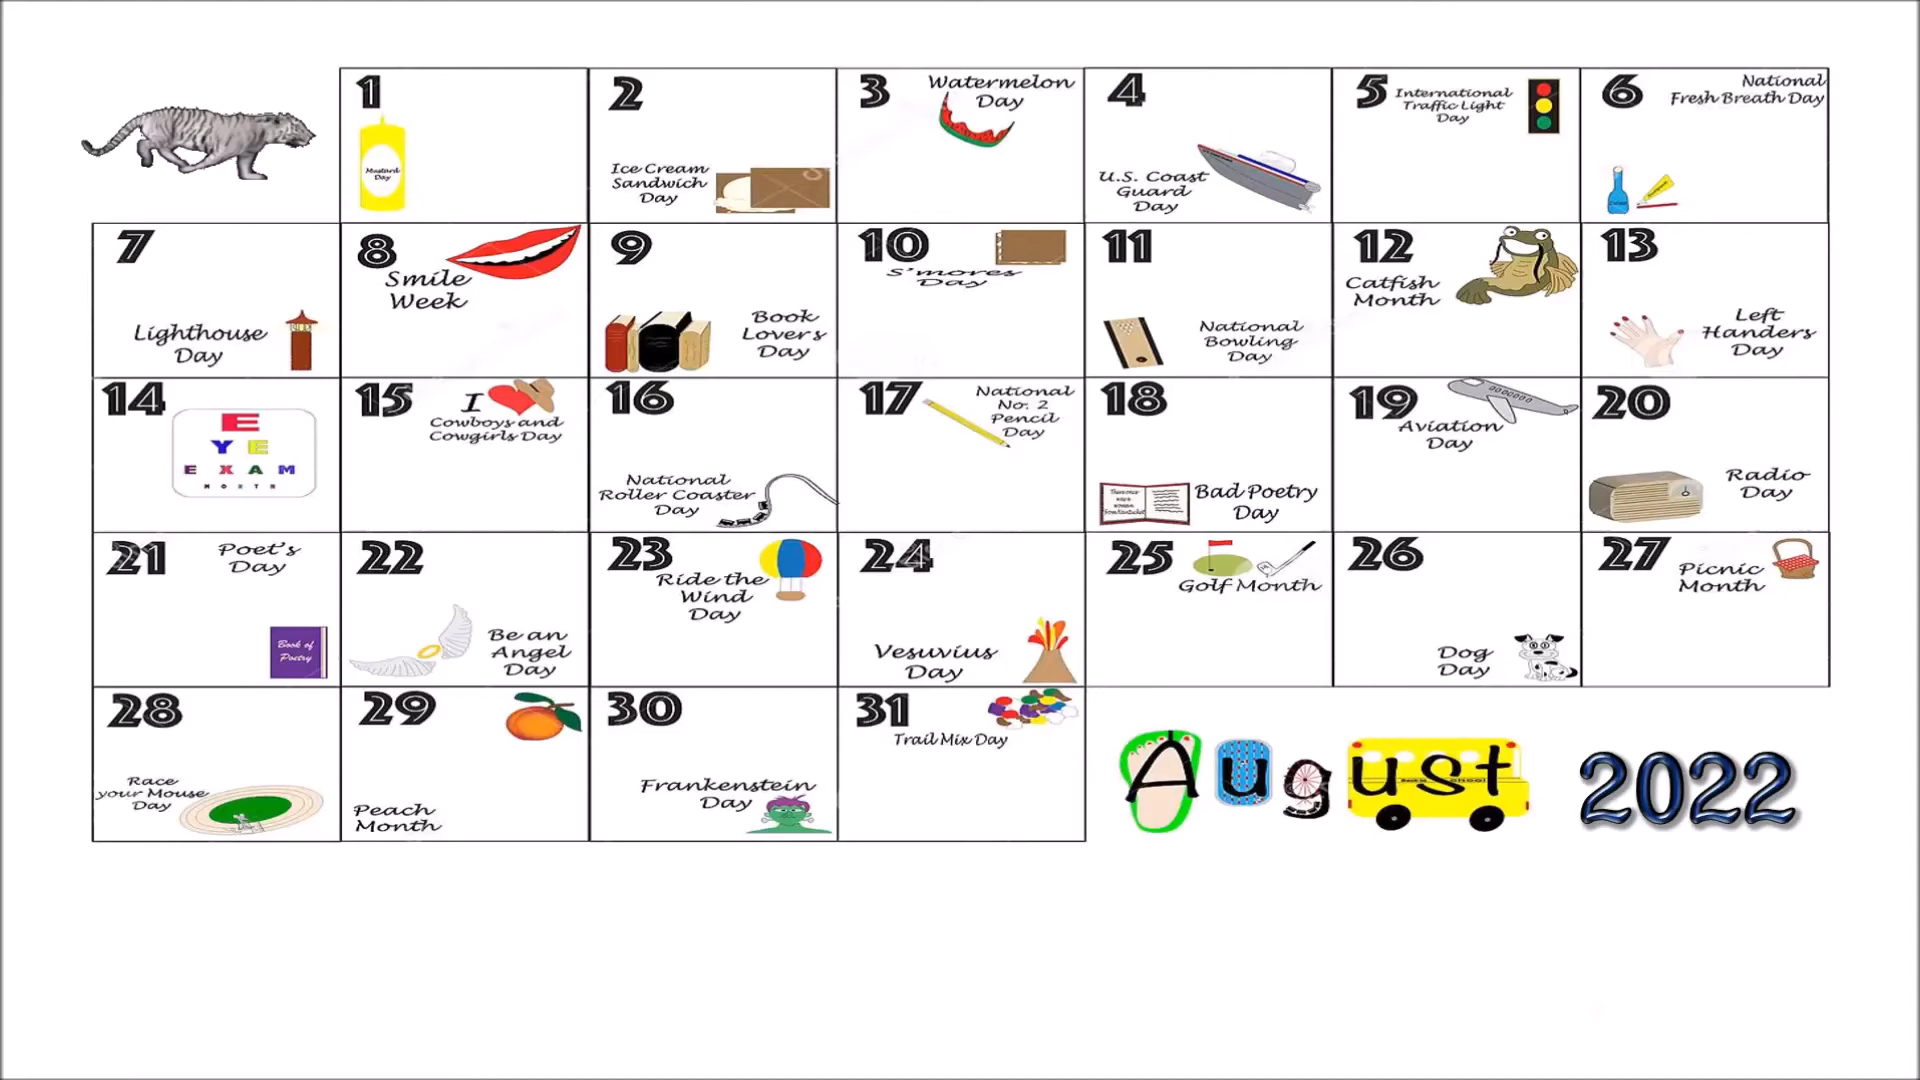 1
Mustard
Day
2
Ice Cream
Sandwich
Day
3
Watermelon
Day
4
U.S. Coast
Guard
Day
5
International
Traffic Light
Day
6
National
Fresh Breath Day
7
Lighthouse
Day
8
Smile
Week
9
Book
Lover's
Day
10
S'mores
Day
11
National
Bowling
Day
12
Catfish
Month
13
Left
Handers
Day
14
E
Y E
E X A M
M O N T H
15
I
Cowboys and
Cowgirls Day
16
National
Roller Coaster
Day
17
National
No. 2
Pencil
Day
18
There once
was a
woman
from Nantucket
Bad Poetry
Day
19
Aviation
Day
20
Radio
Day
21
Poet's
Day
Book of
Poetry
22
Be an
Angel
Day
23
Ride the
Wind
Day
24
Vesuvius
Day
25
Golf Month
26
Dog
Day
27
Picnic
Month
28
Race
your Mouse
Day
29
Peach
Month
30
Frankenstein
Day
31
Trail Mix Day
August 2022